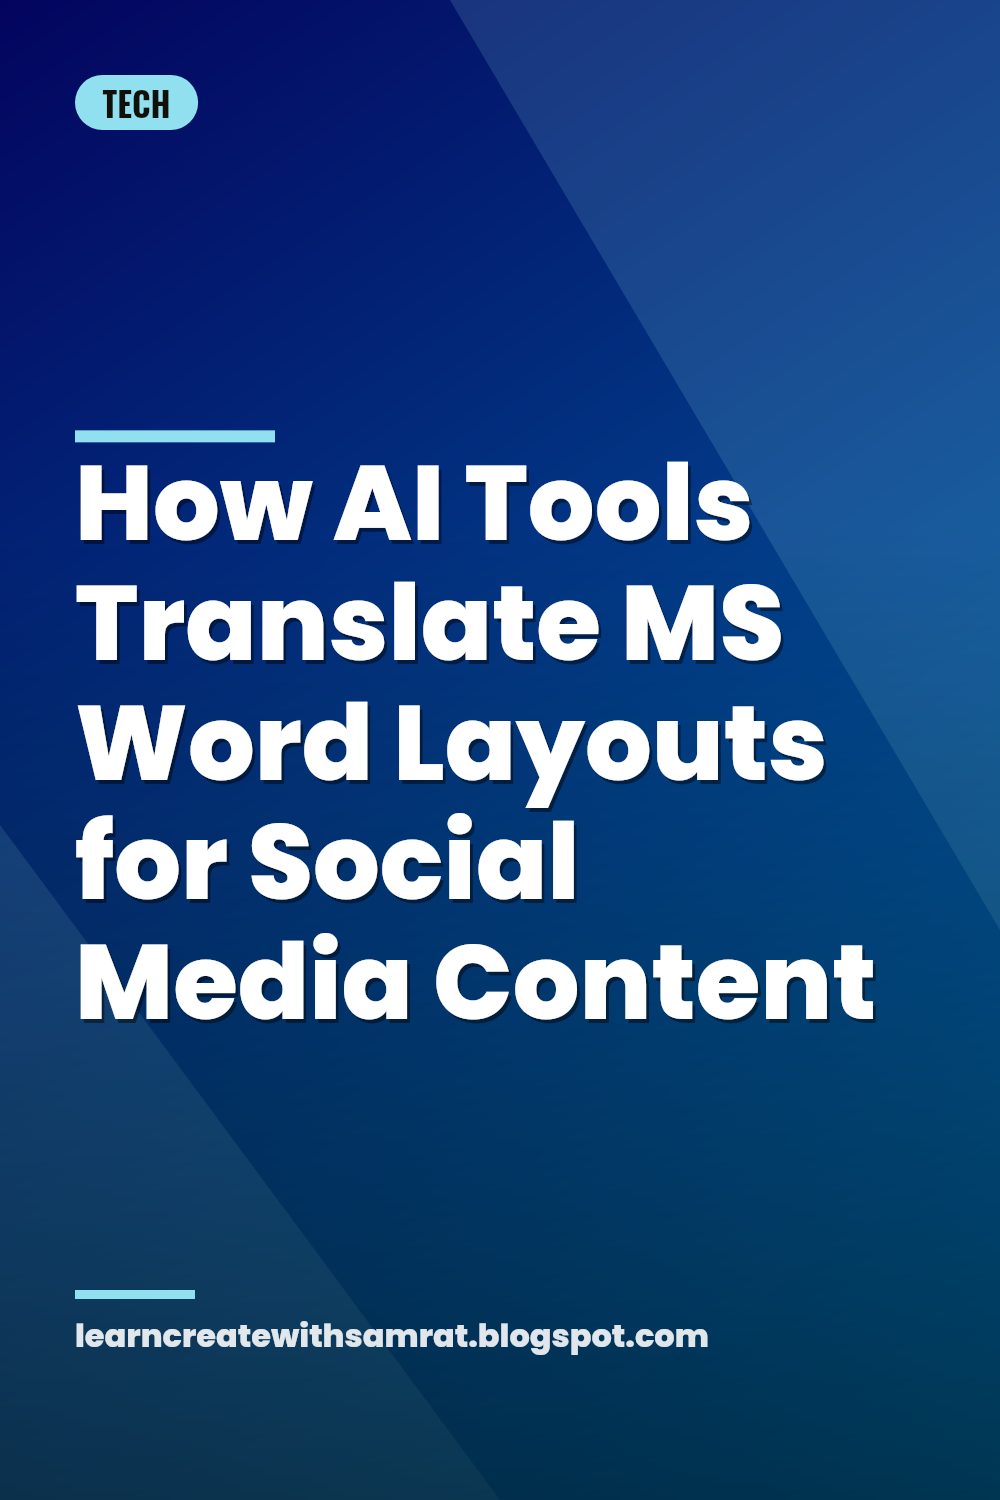 TECH
How AI Tools
Translate MS
Word Layouts
for Social
Media Content
learncreatewithsamrat.blogspot.com